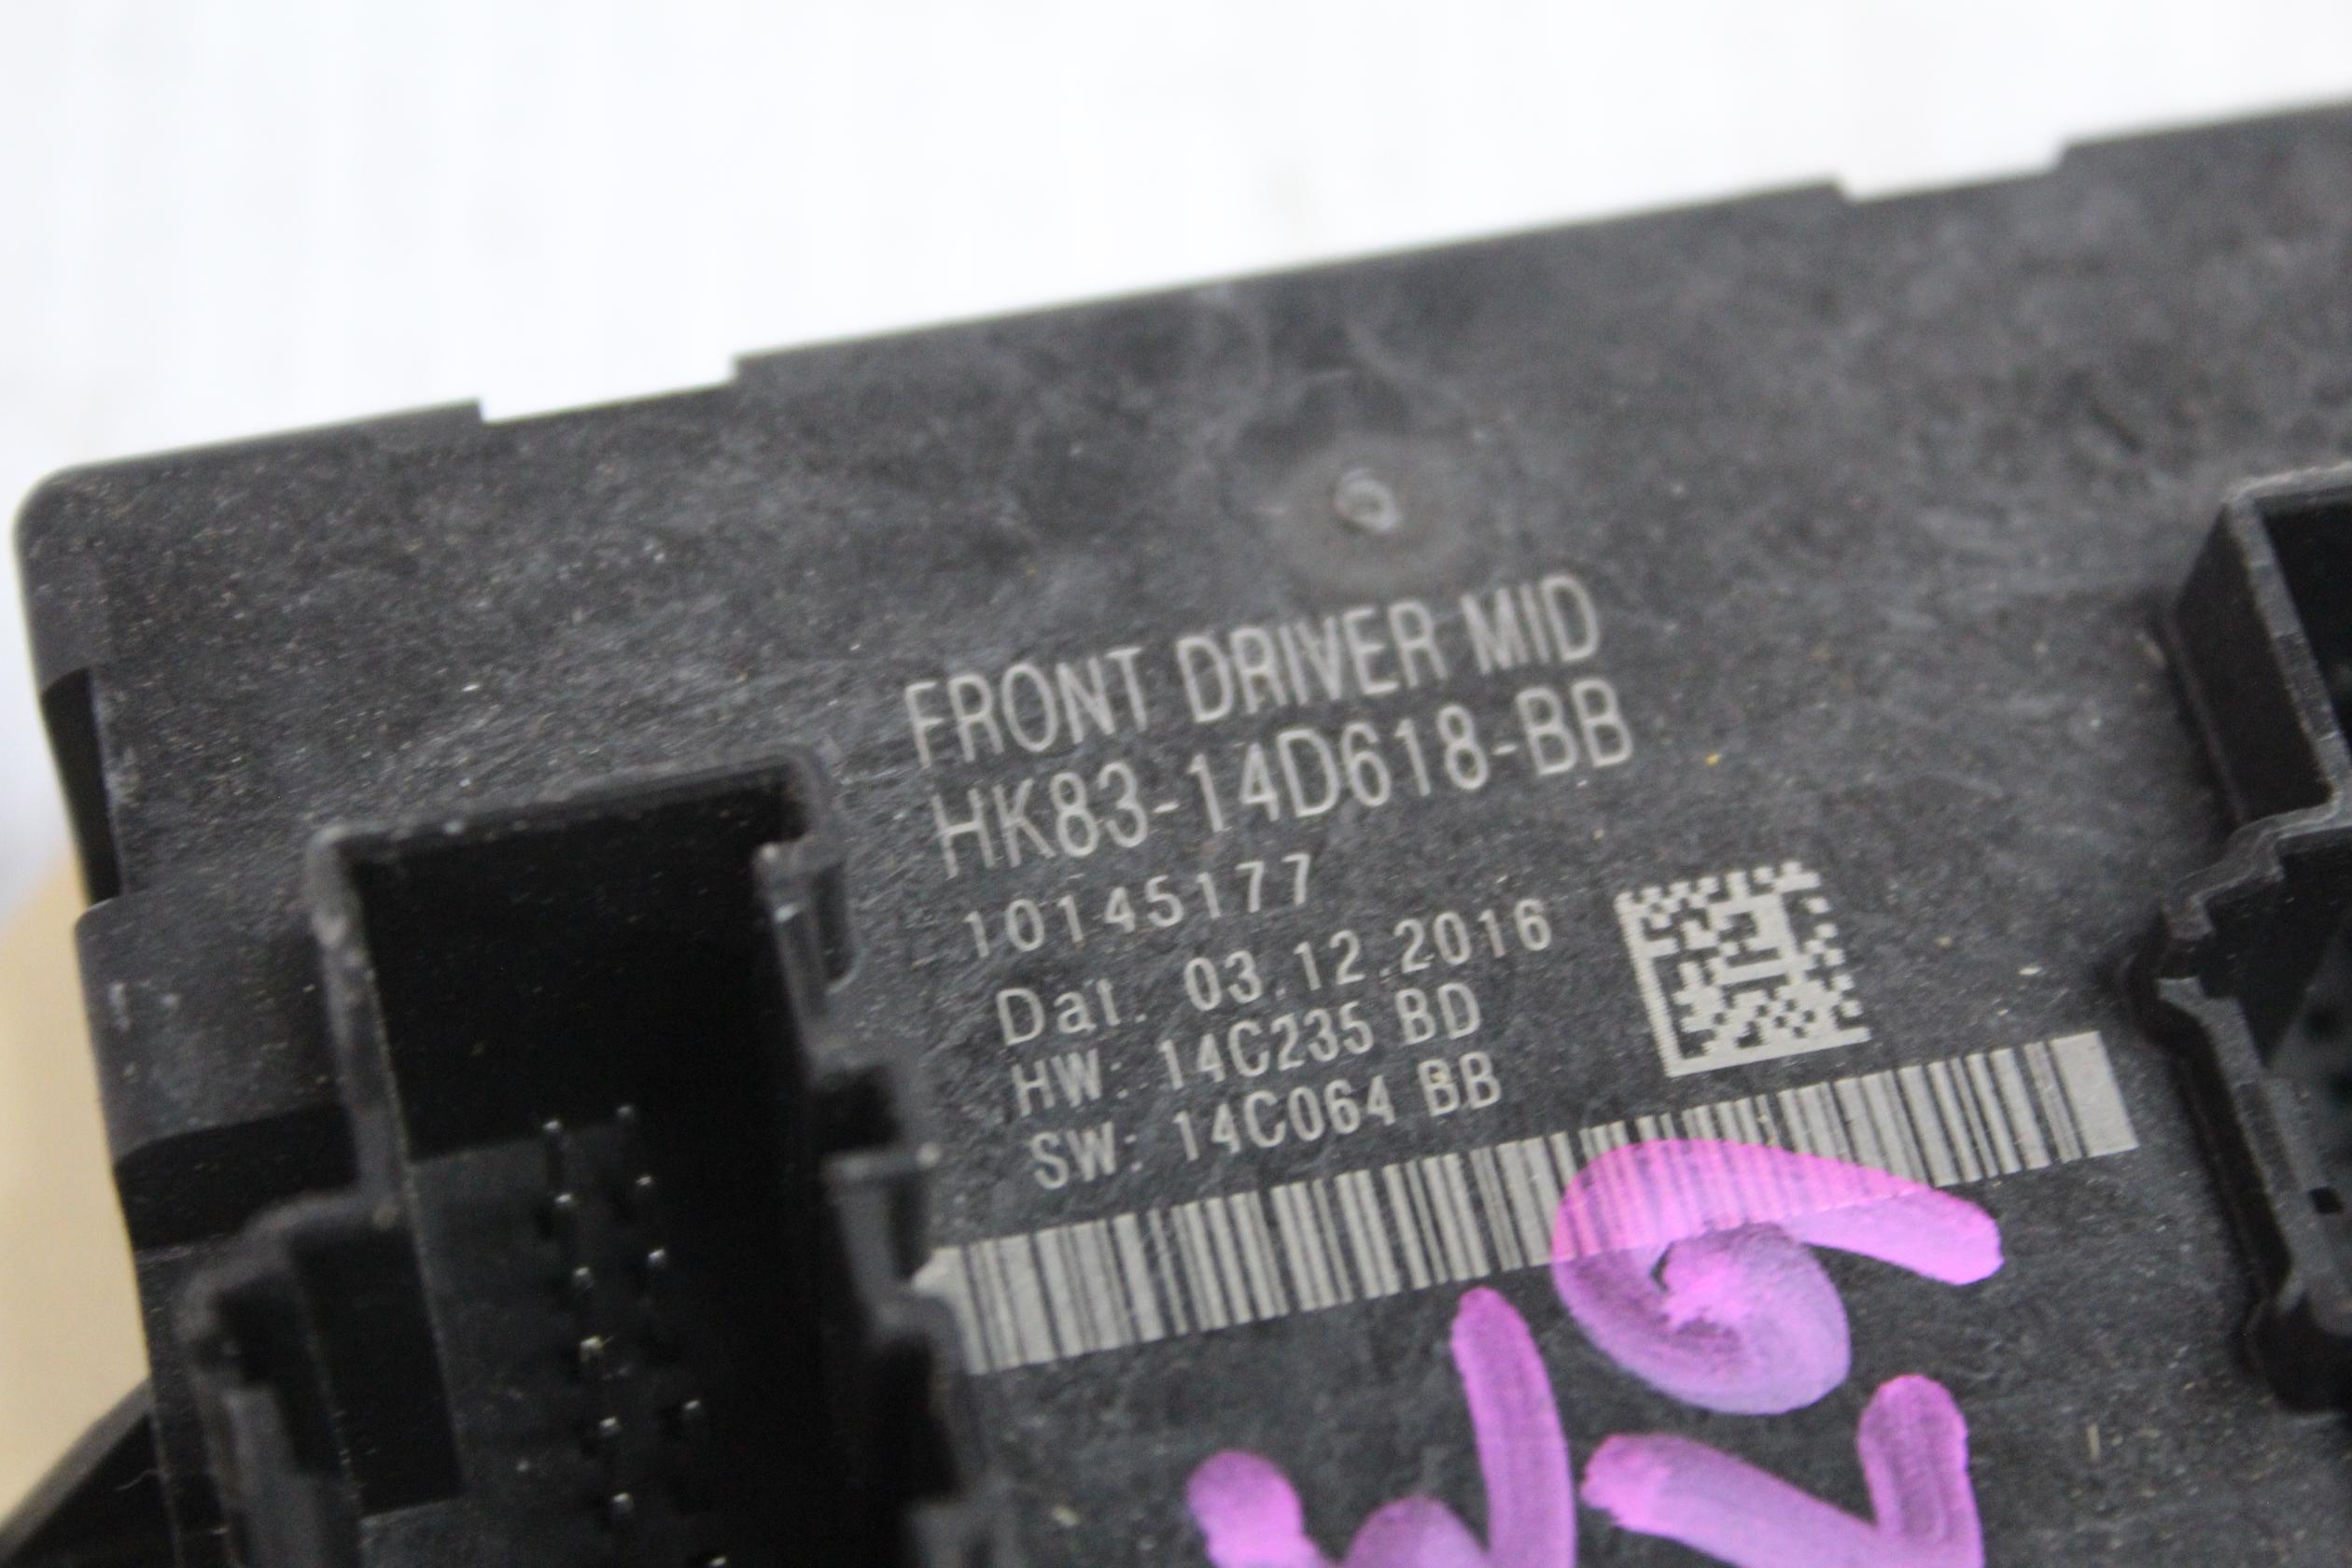 FRONT DRIVER MID
HK83-14D618-BB
10145177
Dat. 03.12.2016
HW: 14C235 BD
SW: 14C064 BB